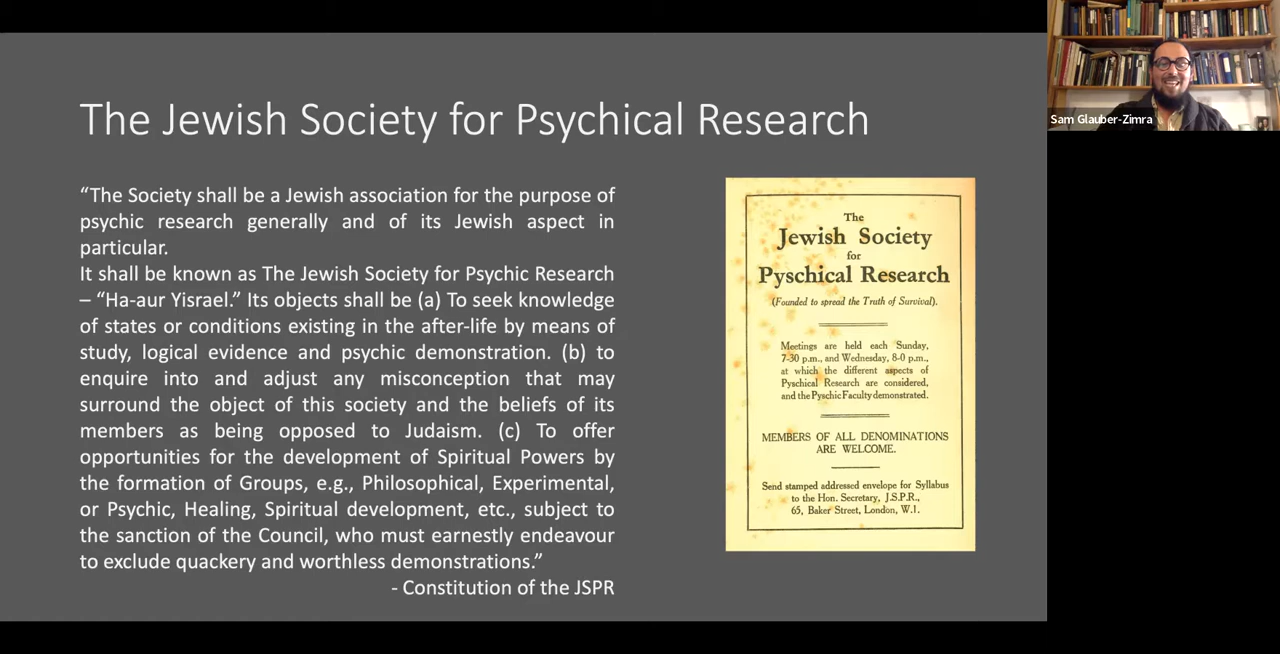 The Jewish Society for Psychical Research
“The Society shall be a Jewish association for the purpose of
psychic research generally and of its Jewish aspect in
particular.
It shall be known as The Jewish Society for Psychic Research
– “Ha-aur Yisrael.” Its objects shall be (a) To seek knowledge
of states or conditions existing in the after-life by means of
study, logical evidence and psychic demonstration. (b) to
enquire into and adjust any misconception that may
surround the object of this society and the beliefs of its
members as being opposed to Judaism. (c) To offer
opportunities for the development of Spiritual Powers by
the formation of Groups, e.g., Philosophical, Experimental,
or Psychic, Healing, Spiritual development, etc., subject to
the sanction of the Council, who must earnestly endeavour
to exclude quackery and worthless demonstrations.”
- Constitution of the JSPR
The
Jewish Society
for
Pyschical Research
(Founded to spread the Truth of Survival).
Meetings are held each Sunday,
7-30 p.m., and Wednesday, 8-0 p.m.,
at which the different aspects of
Pyschical Research are considered,
and the Pyschic Faculty demonstrated.
MEMBERS OF ALL DENOMINATIONS
ARE WELCOME.
Send stamped addressed envelope for Syllabus
to the Hon. Secretary, J.S.P.R.,
65, Baker Street, London, W.1.
Sam Glauber-Zimra